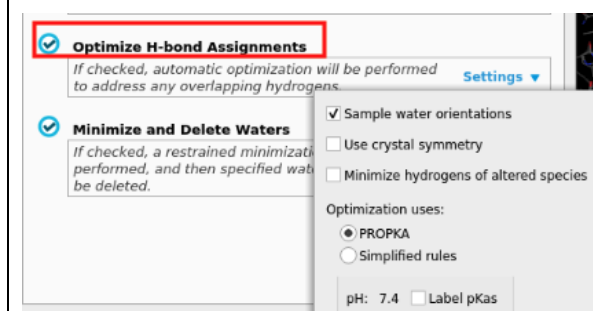 Optimize H-bond Assignments
If checked, automatic optimization will be performed
to address any overlapping hydrogens.
Settings ▼
Minimize and Delete Waters
If checked, a restrained
performed, and then specified
be deleted.
Sample water orientations
Use crystal symmetry
Minimize hydrogens of altered species
Optimization uses:
PROPKA
Simplified rules
pH: 7.4 Label pKas